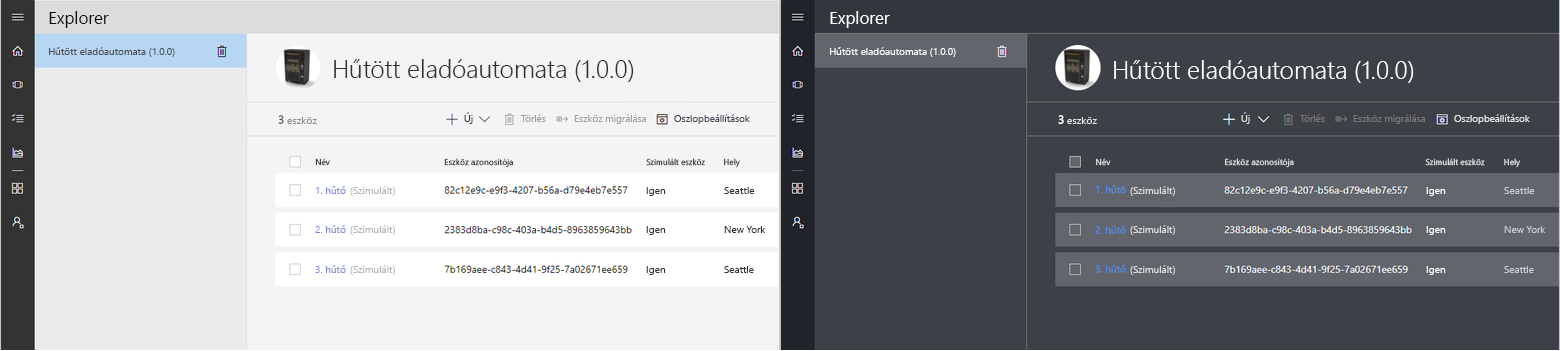 Explorer
Hűtött eladóautomata (1.0.0)
Hűtött eladóautomata (1.0.0)
3 eszköz Új Törlés Eszköz migrálása Oszlopbeállítások
Név Eszköz azonosítója Szimulált eszköz Hely
1. hűtő (Szimulált) 82c12e9c-e9f3-4207-b56a-d79e4eb7e557 Igen Seattle
2. hűtő (Szimulált) 2383d8ba-c98c-403a-b4d5-8963859643bb Igen New York
3. hűtő (Szimulált) 7b169aee-c843-4d41-9f25-7a02671ee659 Igen Seattle
Explorer
Hűtött eladóautomata (1.0.0)
Hűtött eladóautomata (1.0.0)
3 eszköz Új Törlés Eszköz migrálása Oszlopbeállítások
Név Eszköz azonosítója Szimulált eszköz Hely
1. hűtő (Szimulált) 82c12e9c-e9f3-4207-b56a-d79e4eb7e557 Igen Seattle
2. hűtő (Szimulált) 2383d8ba-c98c-403a-b4d5-8963859643bb Igen New York
3. hűtő (Szimulált) 7b169aee-c843-4d41-9f25-7a02671ee659 Igen Seattle